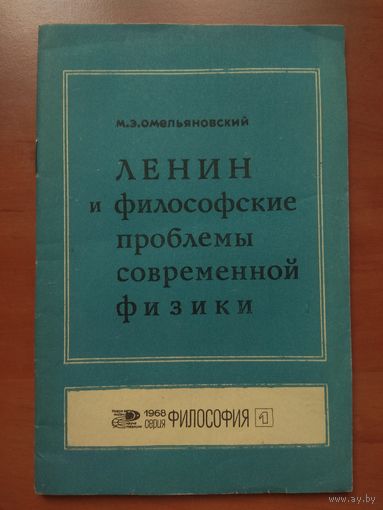 М.Э.Омельяновский
ЛЕНИН
и философские
проблемы
современной
физики
1968
серия
ФИЛОСОФИЯ
1
www.ay.by